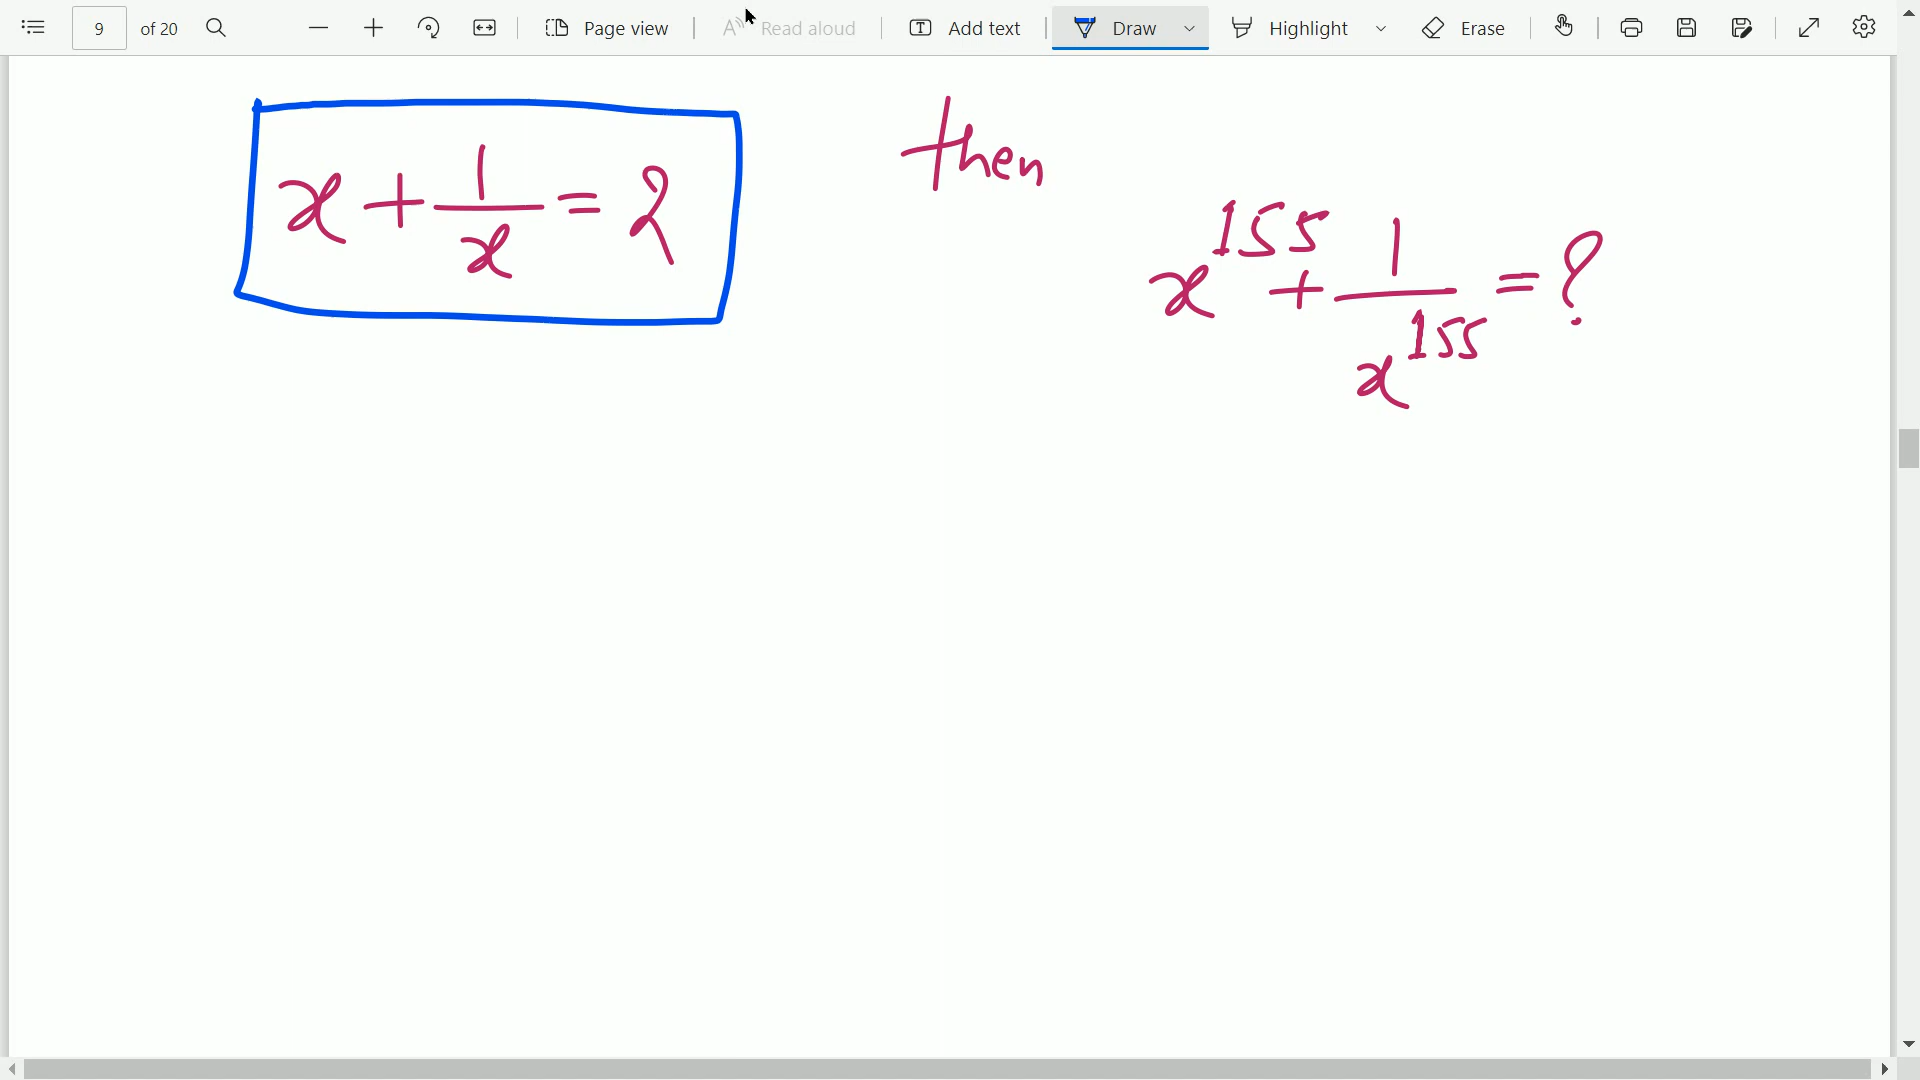 9 of 20 Page view Read aloud Add text Draw Highlight Erase
x + 1/x = 2 then
x^155 + 1/x^155 = ?